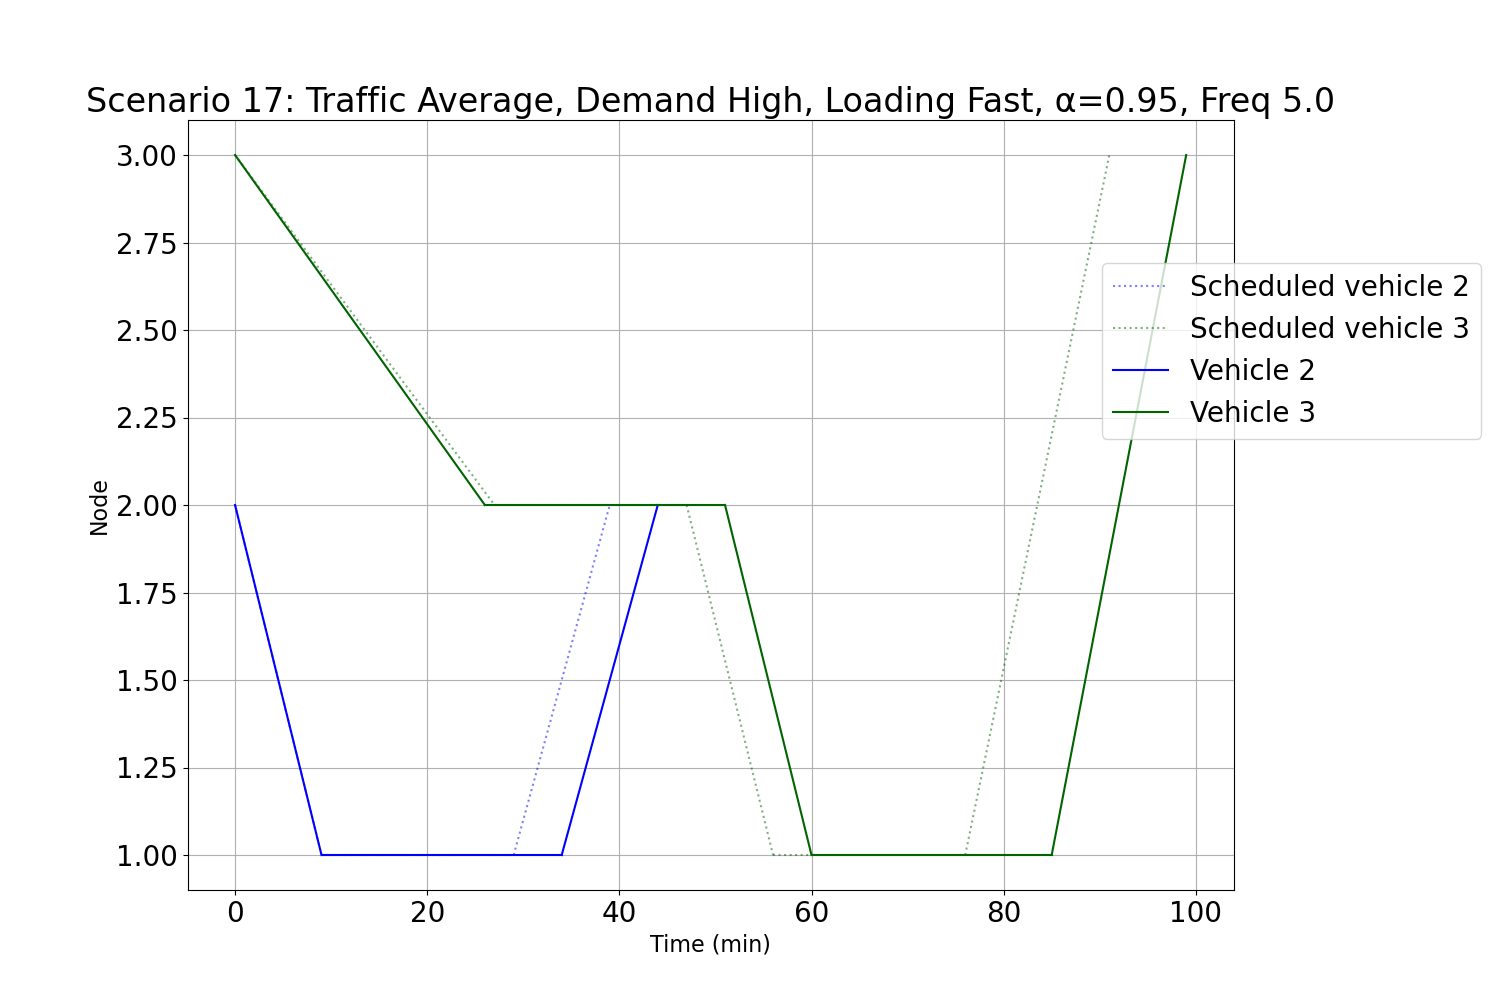 Scenario 17: Traffic Average, Demand High, Loading Fast, α=0.95, Freq 5.0
3.00
2.75
2.50
2.25
2.00
1.75
1.50
1.25
1.00
Node
0 20 40 60 80 100
Time (min)
Scheduled vehicle 2
Scheduled vehicle 3
Vehicle 2
Vehicle 3